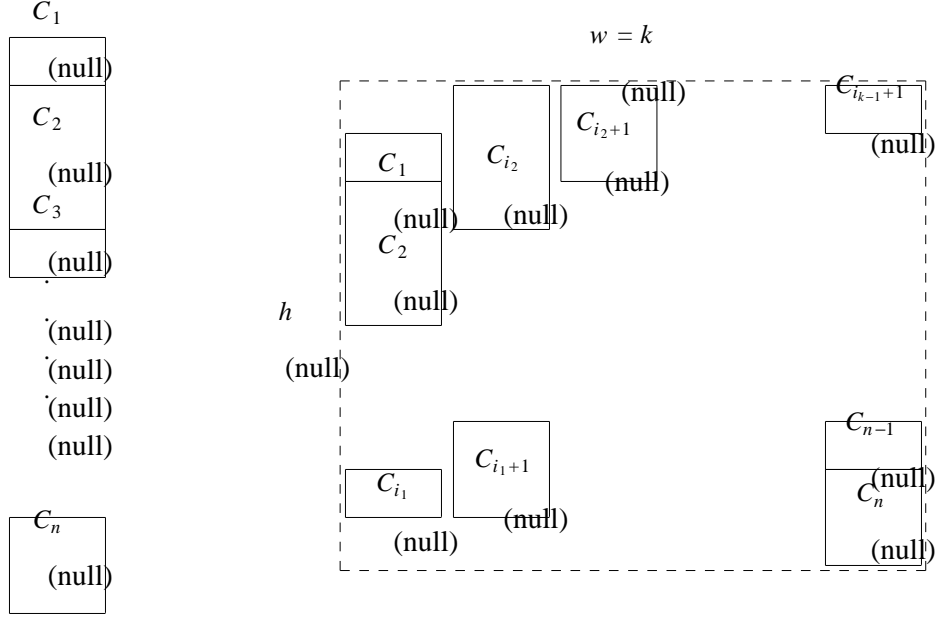 C_1
(null)
C_2
(null)
C_3
(null)
.
.
(null)
.
(null)
.
(null)
(null)
C_n
(null)
w = k
h
(null)
C_1
(null)
C_2
(null)
C_{i_1}
(null)
C_{i_2}
(null)
C_{i_1+1}
(null)
(null)
C_{i_2+1}
(null)
C_{i_{k-1}+1}
(null)
C_{n-1}
(null)
C_n
(null)